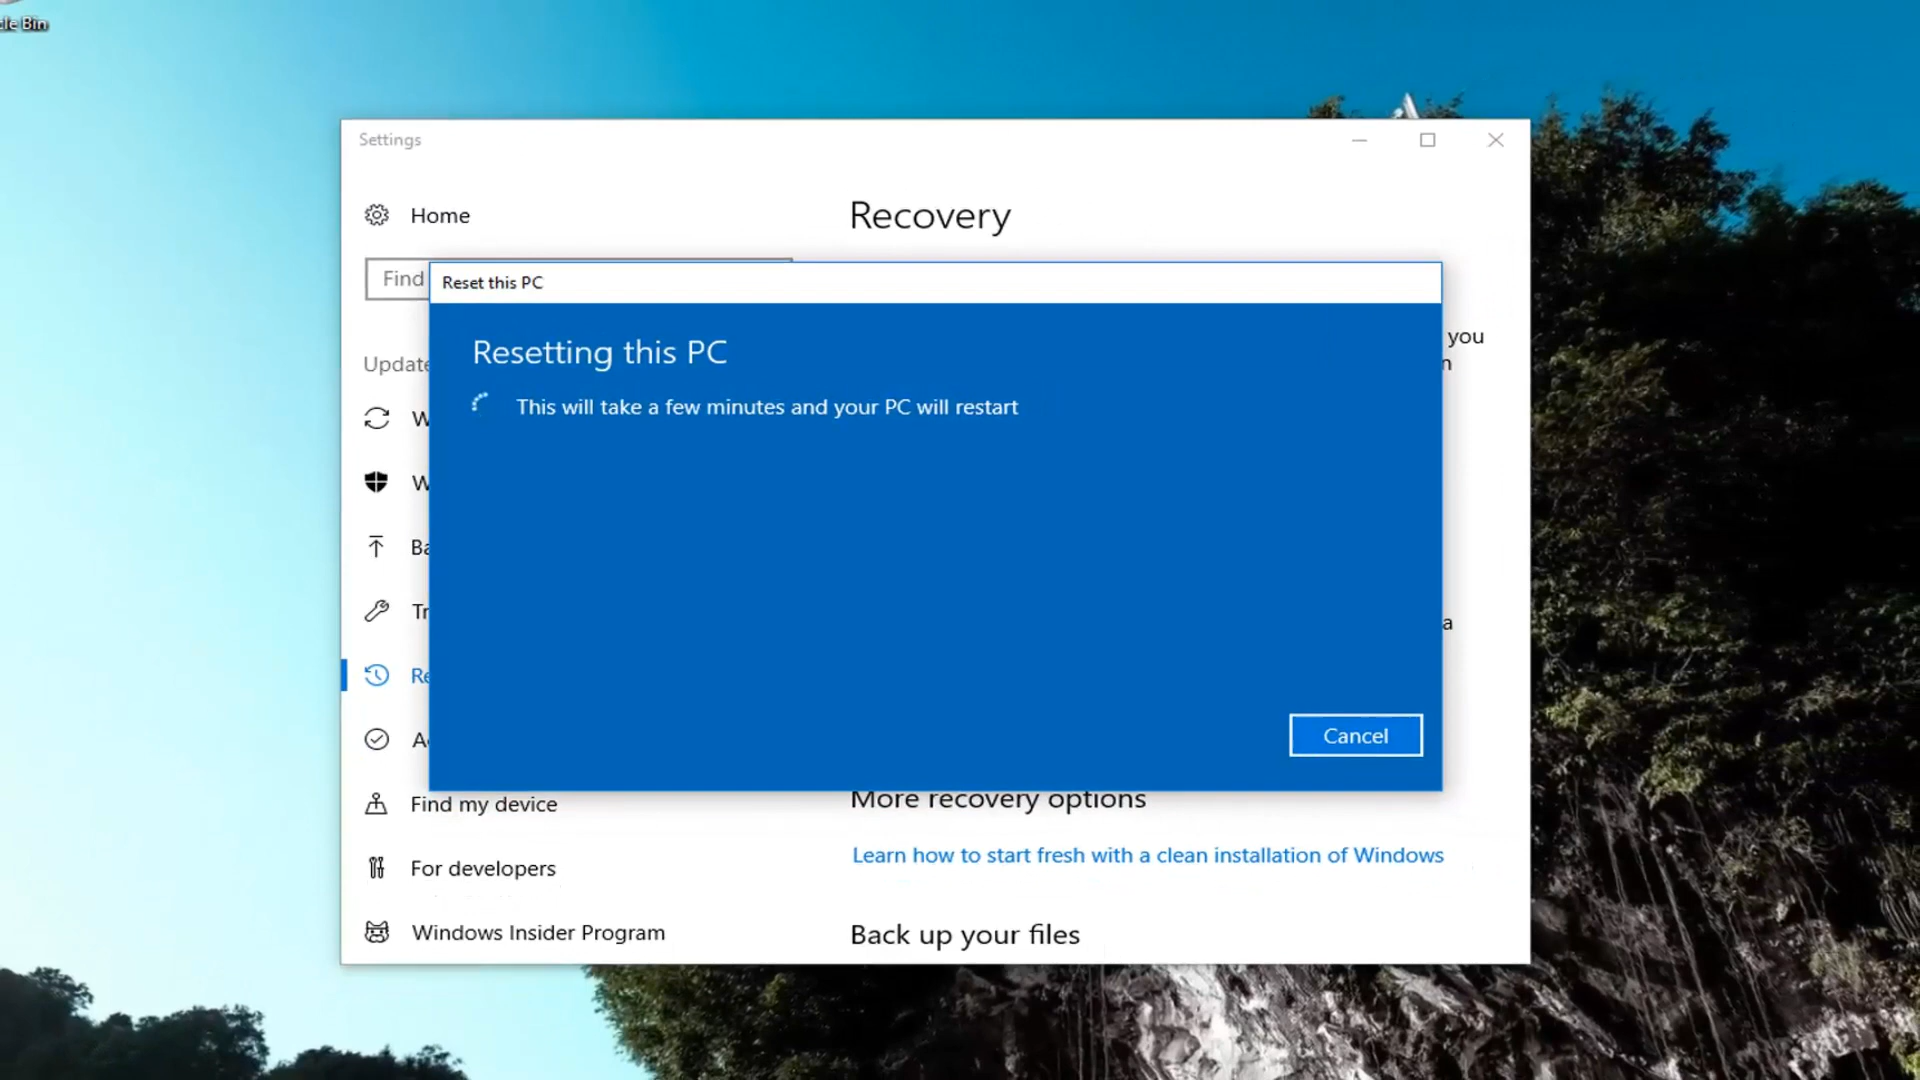 Bin
Settings
Home
Recovery
Find
Reset this PC
Resetting this PC
you
Update
This will take a few minutes and your PC will restart
Cancel
More recovery options
Find my device
Learn how to start fresh with a clean installation of Windows
For developers
Windows Insider Program
Back up your files